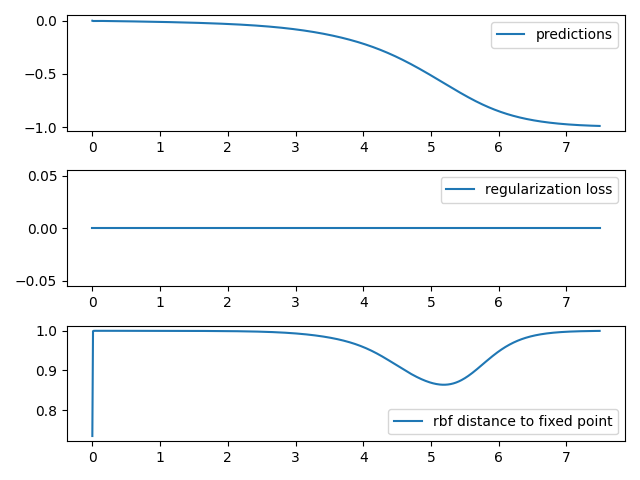 0.0
−0.5
−1.0
predictions
0 1 2 3 4 5 6 7
0.05
0.00
−0.05
regularization loss
0 1 2 3 4 5 6 7
1.0
0.9
0.8
rbf distance to fixed point
0 1 2 3 4 5 6 7